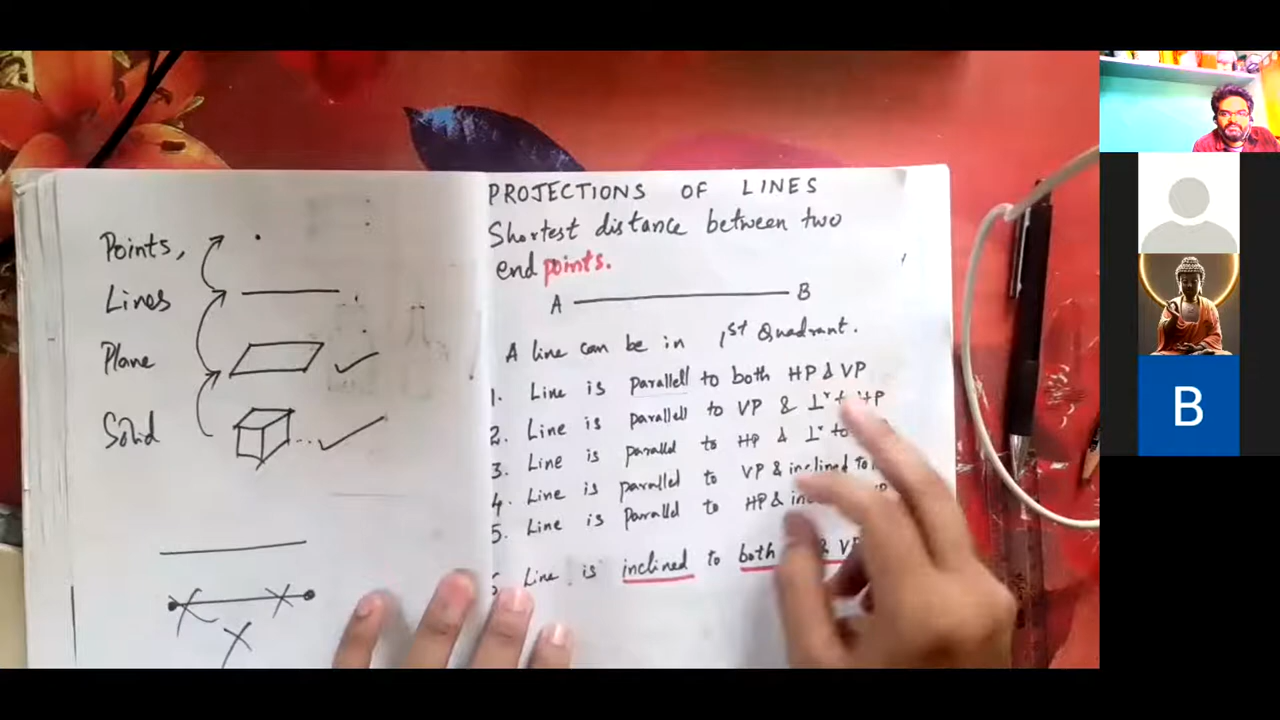 Points,
Lines
Plane
Solid
PROJECTIONS OF LINES
Shortest distance between two
end points.
A B
A line can be in 1st Quadrant.
1. Line is parallel to both HP & VP
2. Line is parallel to VP & ⊥r to HP
3. Line is parallel to HP & ⊥r to
4. Line is parallel to VP & inclined to
5. Line is parallel to HP &
Line is inclined to both & VP
B